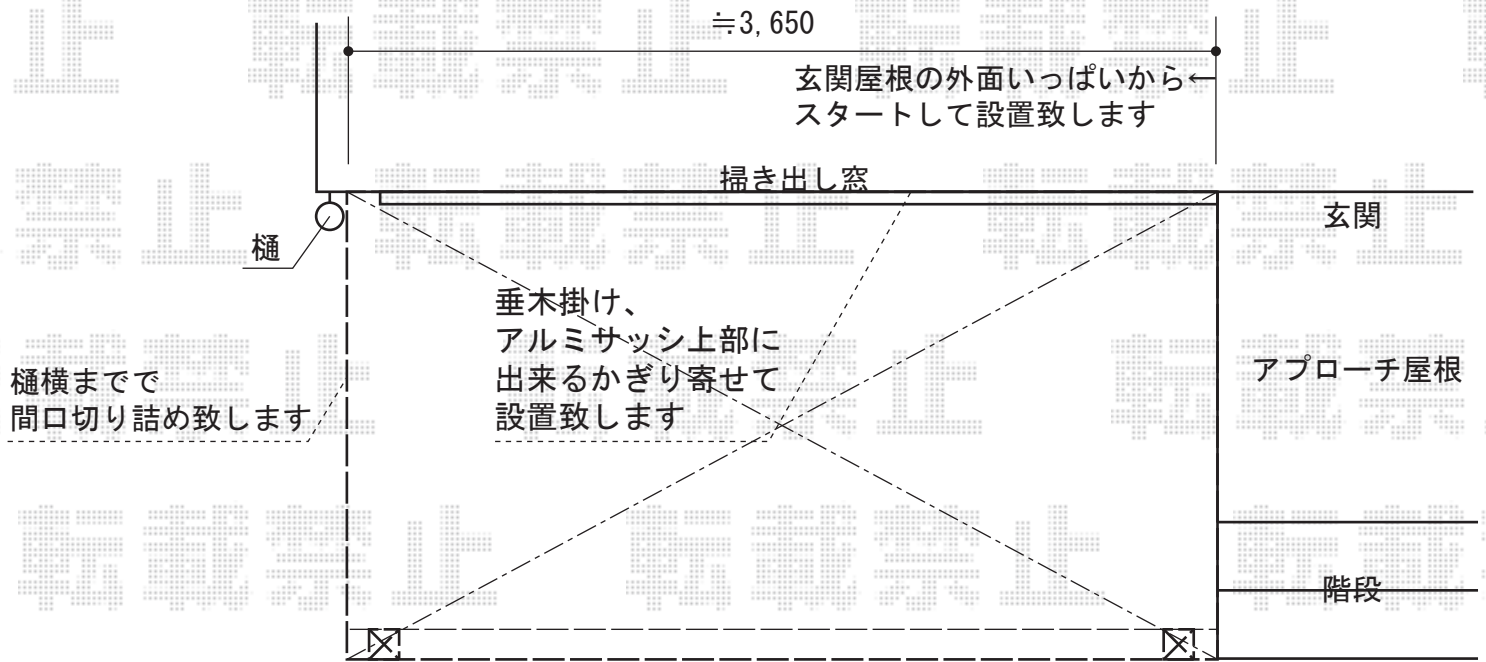 ≒3,650
玄関屋根の外面いっぱいから←
スタートして設置致します
掃き出し窓
玄関
樋
垂木掛け、
アルミサッシ上部に
出来るかぎり寄せて
設置致します
アプローチ屋根
樋横までで
間口切り詰め致します
階段
転載禁止